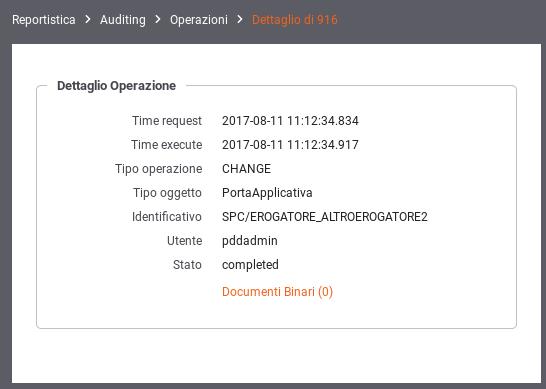 Reportistica > Auditing > Operazioni > Dettaglio di 916
Dettaglio Operazione
Time request 2017-08-11 11:12:34.834
Time execute 2017-08-11 11:12:34.917
Tipo operazione CHANGE
Tipo oggetto PortaApplicativa
Identificativo SPC/EROGATORE_ALTROEROGATORE2
Utente pddadmin
Stato completed
Documenti Binari (0)